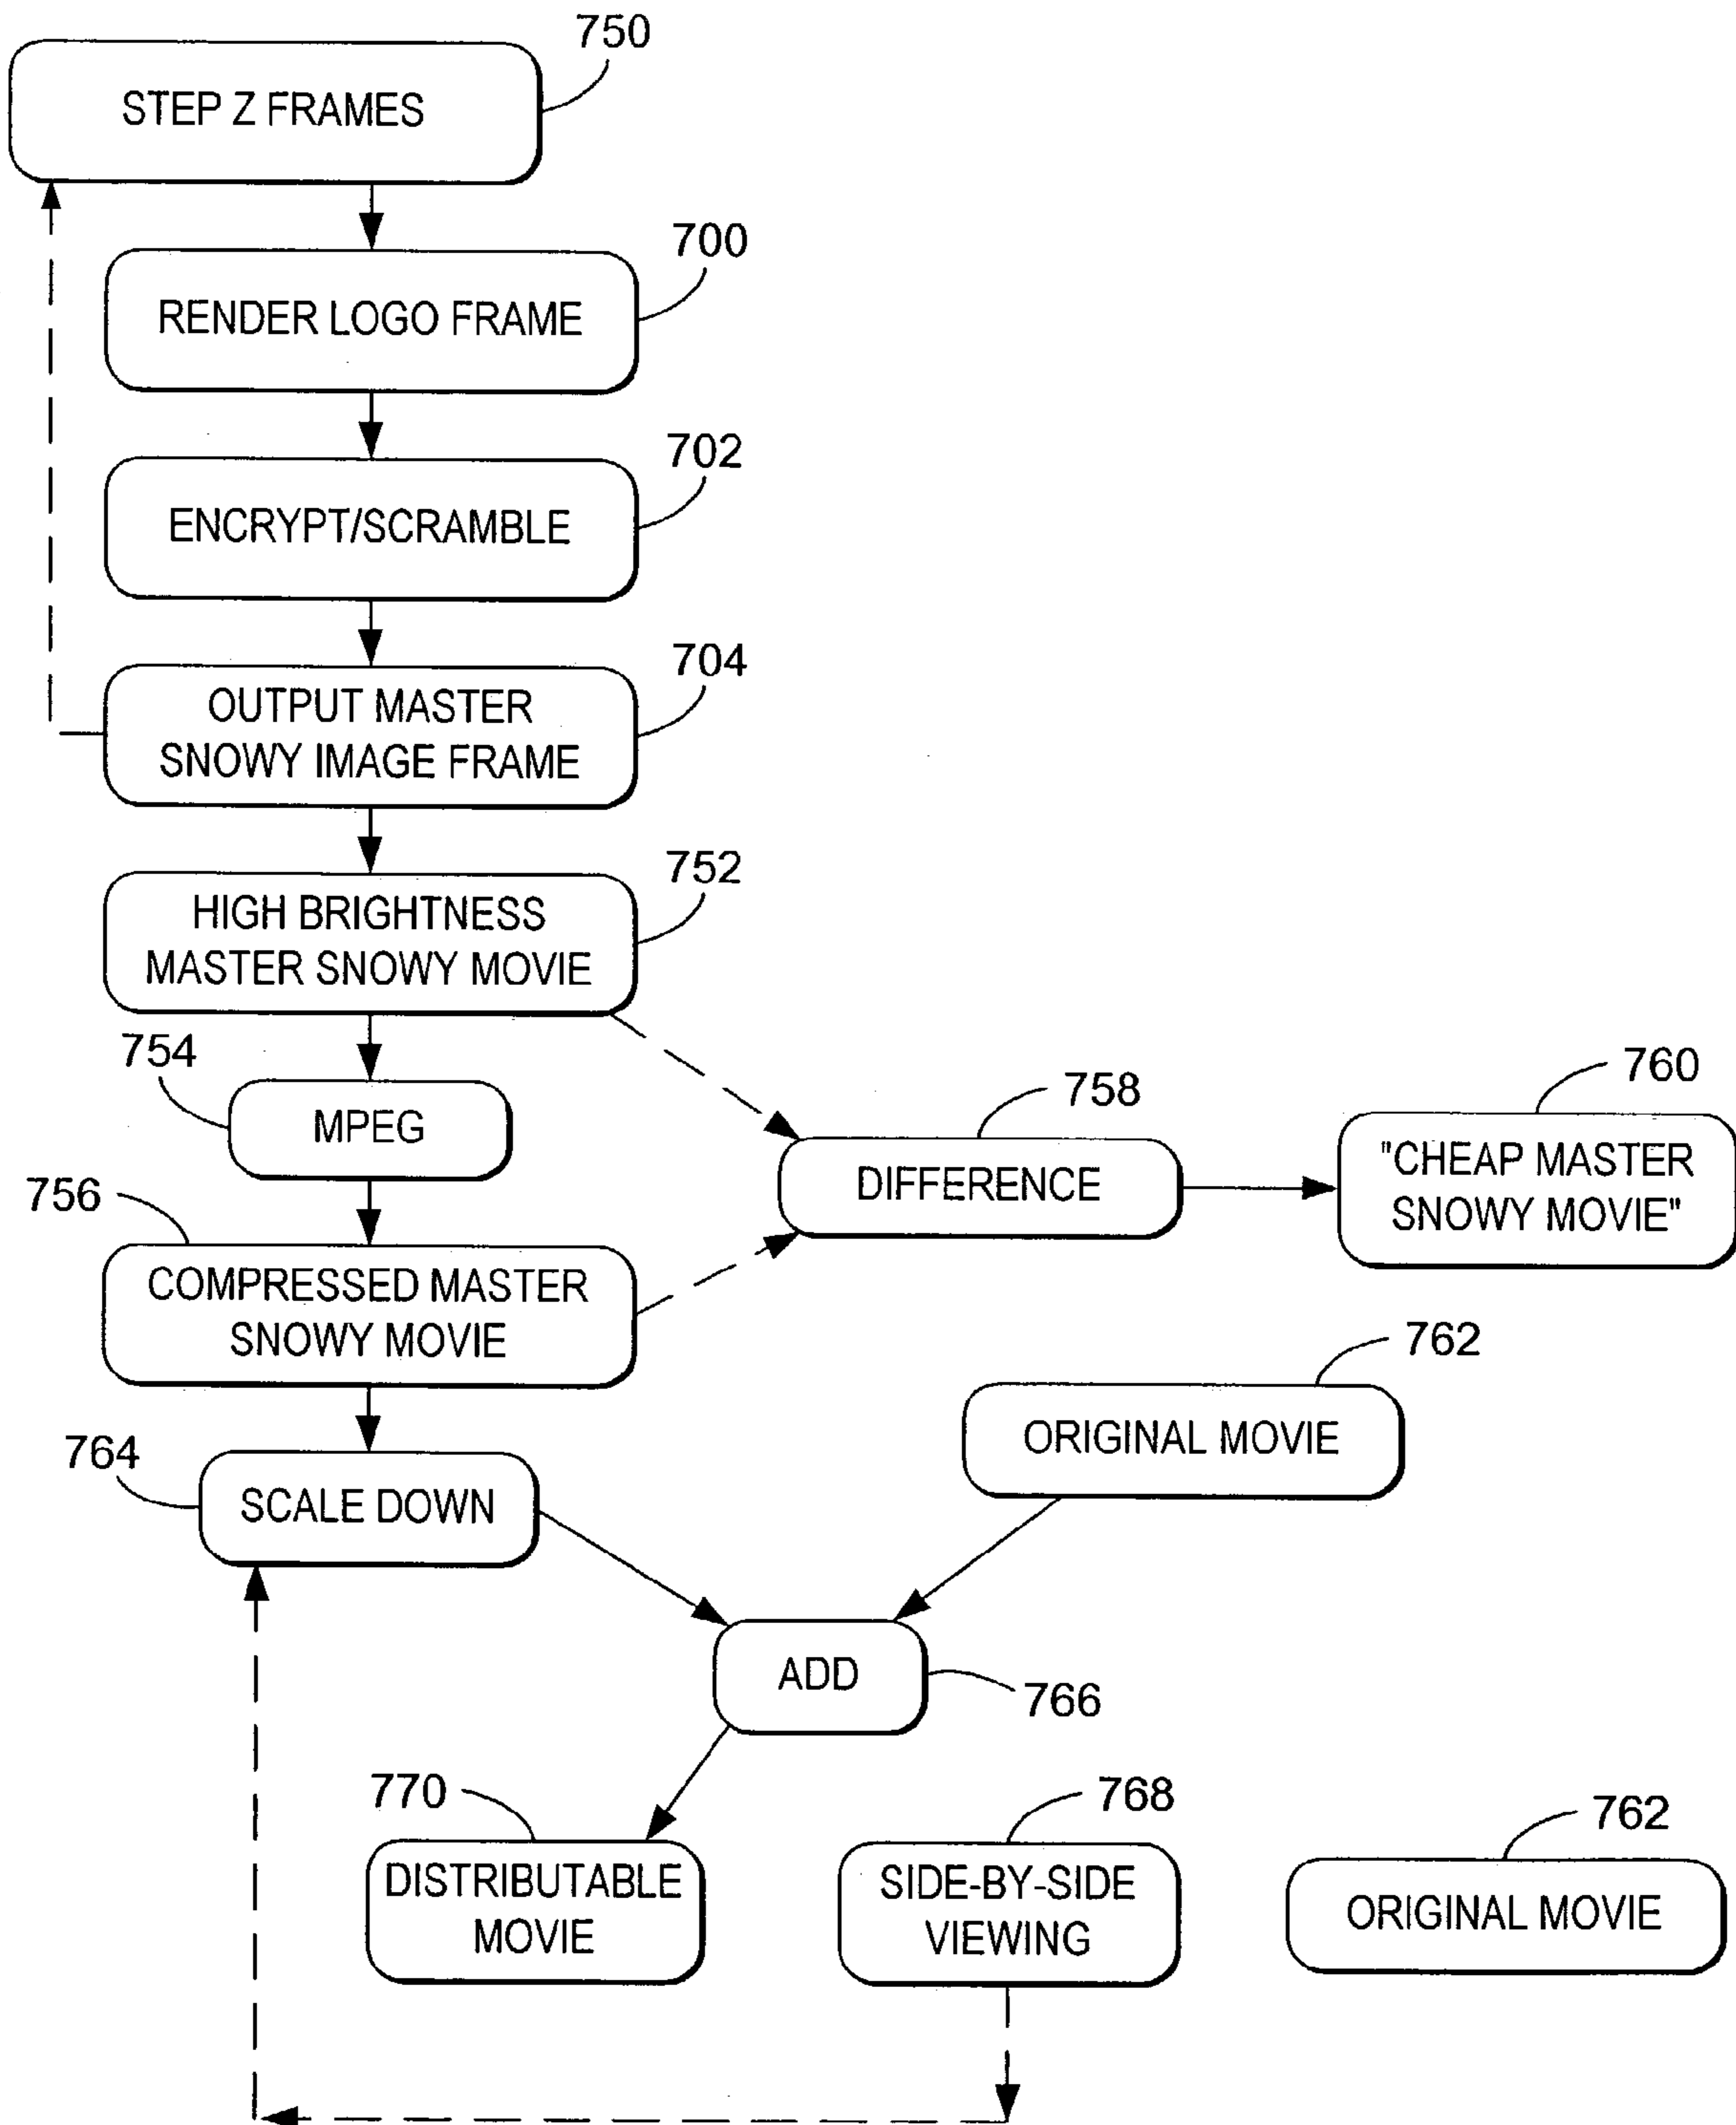 750
STEP Z FRAMES
700
RENDER LOGO FRAME
702
ENCRYPT/SCRAMBLE
704
OUTPUT MASTER
SNOWY IMAGE FRAME
752
HIGH BRIGHTNESS
MASTER SNOWY MOVIE
754
MPEG
758
DIFFERENCE
760
"CHEAP MASTER
SNOWY MOVIE"
756
COMPRESSED MASTER
SNOWY MOVIE
762
ORIGINAL MOVIE
764
SCALE DOWN
ADD
766
770
DISTRIBUTABLE
MOVIE
768
SIDE-BY-SIDE
VIEWING
762
ORIGINAL MOVIE